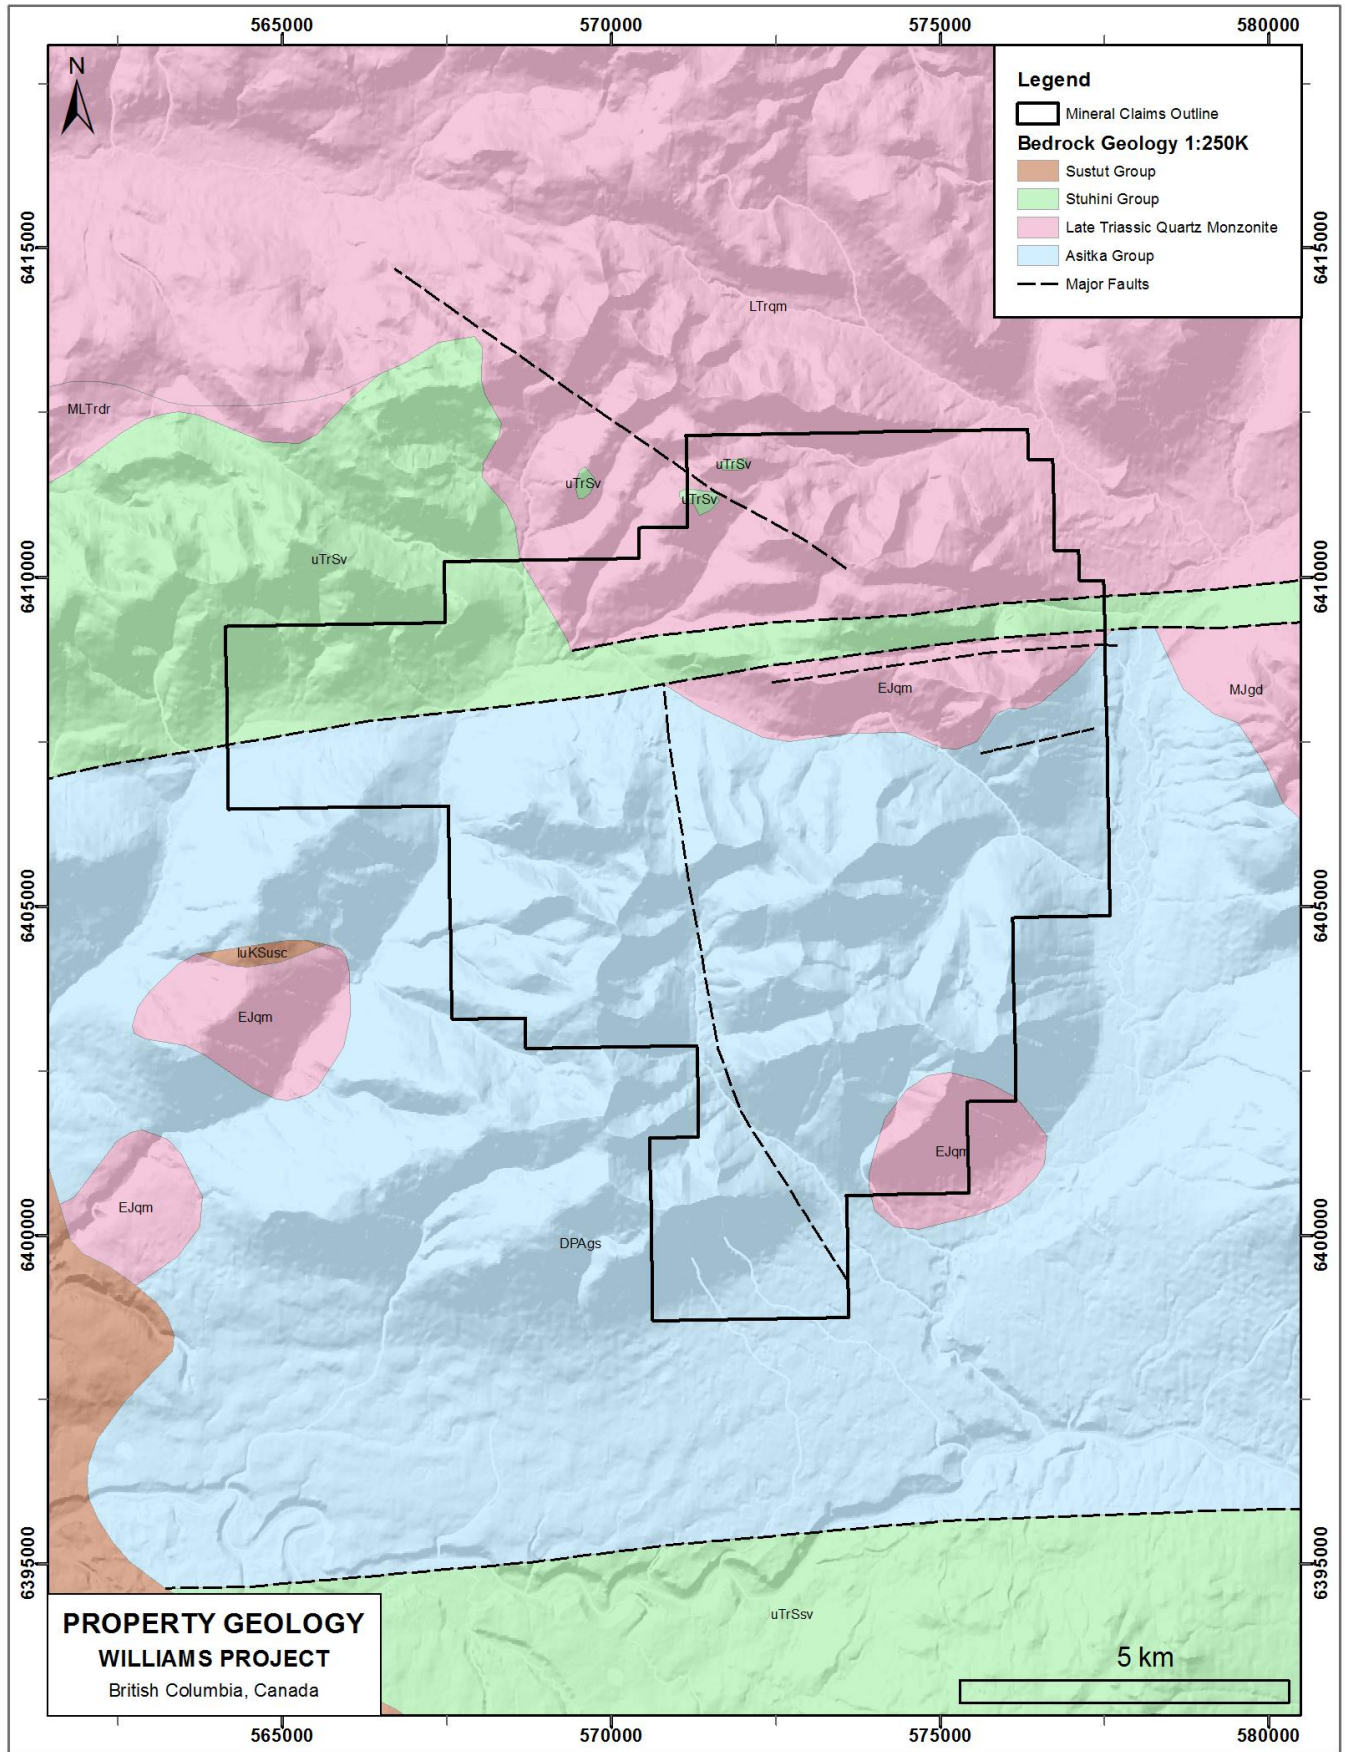 565000
570000
575000
580000
N
Legend
Mineral Claims Outline
Bedrock Geology 1:250K
Sustut Group
Stuhini Group
Late Triassic Quartz Monzonite
Asitka Group
Major Faults
6415000
6415000
LTrqm
MLTrdr
uTrSv
uTrSv
uTrSv
uTrSv
6410000
6410000
EJqm
MJgd
6405000
6405000
luKSusc
EJqm
EJqm
EJqm
6400000
6400000
DPAgs
6395000
6395000
uTrSsv
PROPERTY GEOLOGY
WILLIAMS PROJECT
British Columbia, Canada
5 km
565000
570000
575000
580000